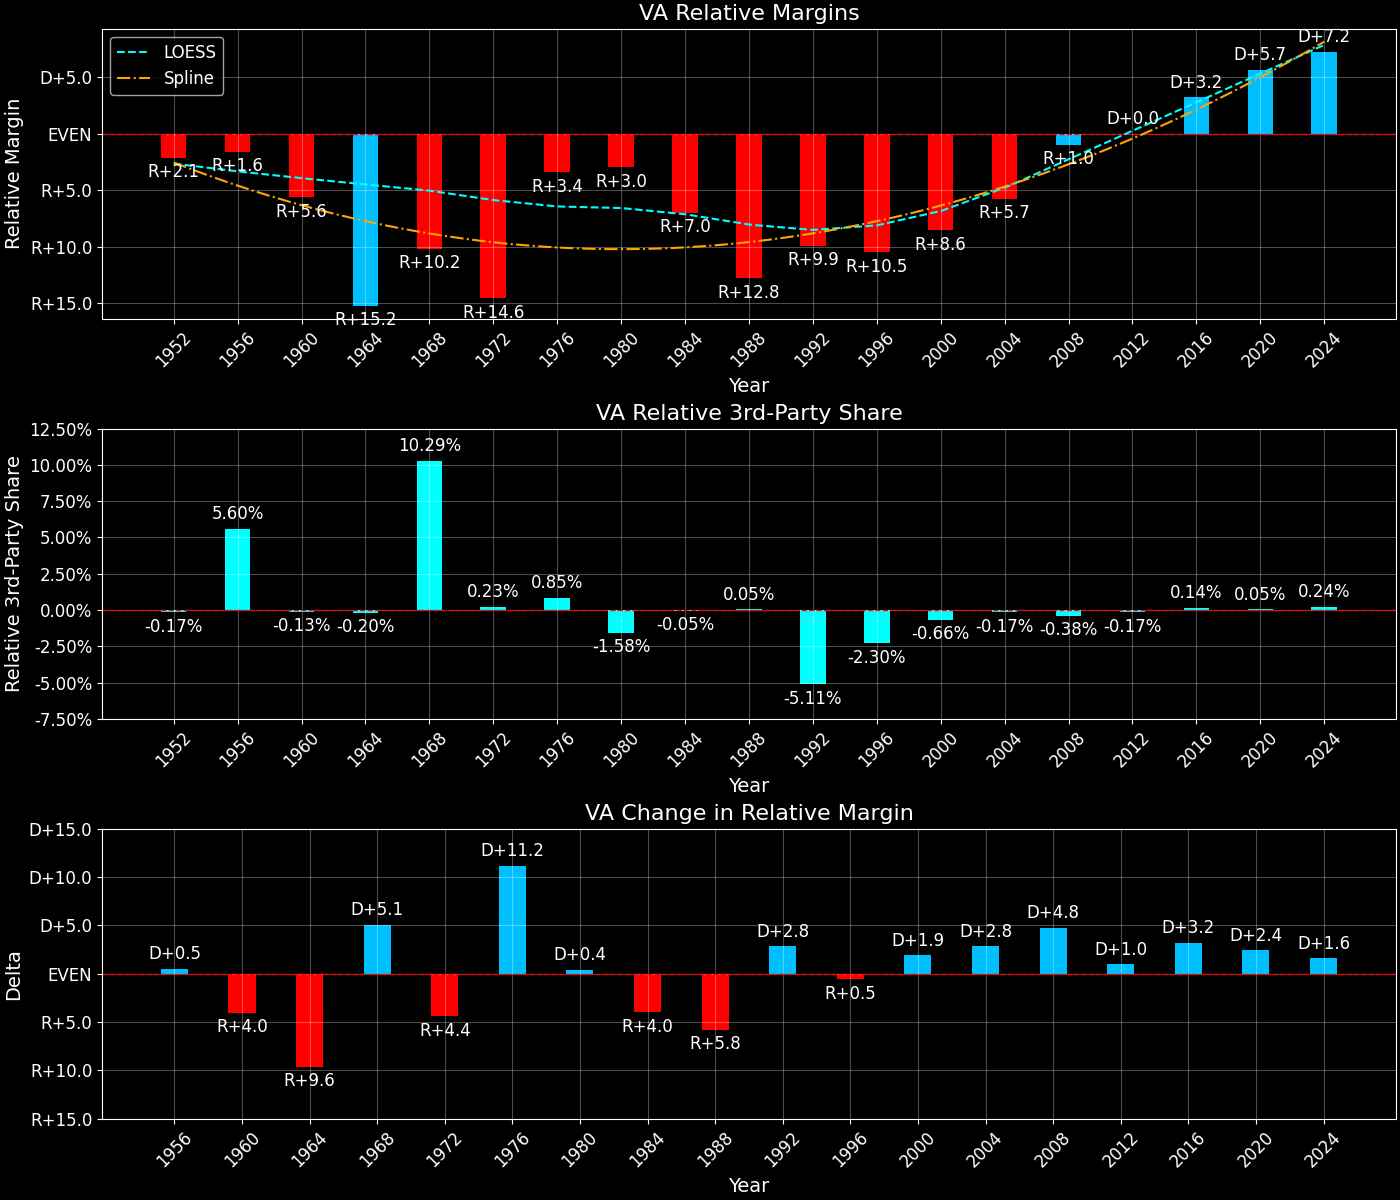 VA Relative Margins
LOESS
Spline
Relative Margin
D+5.0
EVEN
R+5.0
R+10.0
R+15.0
R+2.1
R+1.6
R+5.6
R+15.2
R+10.2
R+14.6
R+3.4
R+3.0
R+7.0
R+12.8
R+9.9
R+10.5
R+8.6
R+5.7
R+1.0
D+0.0
D+3.2
D+5.7
D+7.2
1952 1956 1960 1964 1968 1972 1976 1980 1984 1988 1992 1996 2000 2004 2008 2012 2016 2020 2024
Year
VA Relative 3rd-Party Share
Relative 3rd-Party Share
12.50%
10.00%
7.50%
5.00%
2.50%
0.00%
-2.50%
-5.00%
-7.50%
-0.17%
5.60%
-0.13%
-0.20%
10.29%
0.23%
0.85%
-1.58%
-0.05%
0.05%
-5.11%
-2.30%
-0.66%
-0.17%
-0.38%
-0.17%
0.14%
0.05%
0.24%
1952 1956 1960 1964 1968 1972 1976 1980 1984 1988 1992 1996 2000 2004 2008 2012 2016 2020 2024
Year
VA Change in Relative Margin
Delta
D+15.0
D+10.0
D+5.0
EVEN
R+5.0
R+10.0
R+15.0
D+0.5
R+4.0
R+9.6
D+5.1
R+4.4
D+11.2
D+0.4
R+4.0
R+5.8
D+2.8
R+0.5
D+1.9
D+2.8
D+4.8
D+1.0
D+3.2
D+2.4
D+1.6
1956 1960 1964 1968 1972 1976 1980 1984 1988 1992 1996 2000 2004 2008 2012 2016 2020 2024
Year